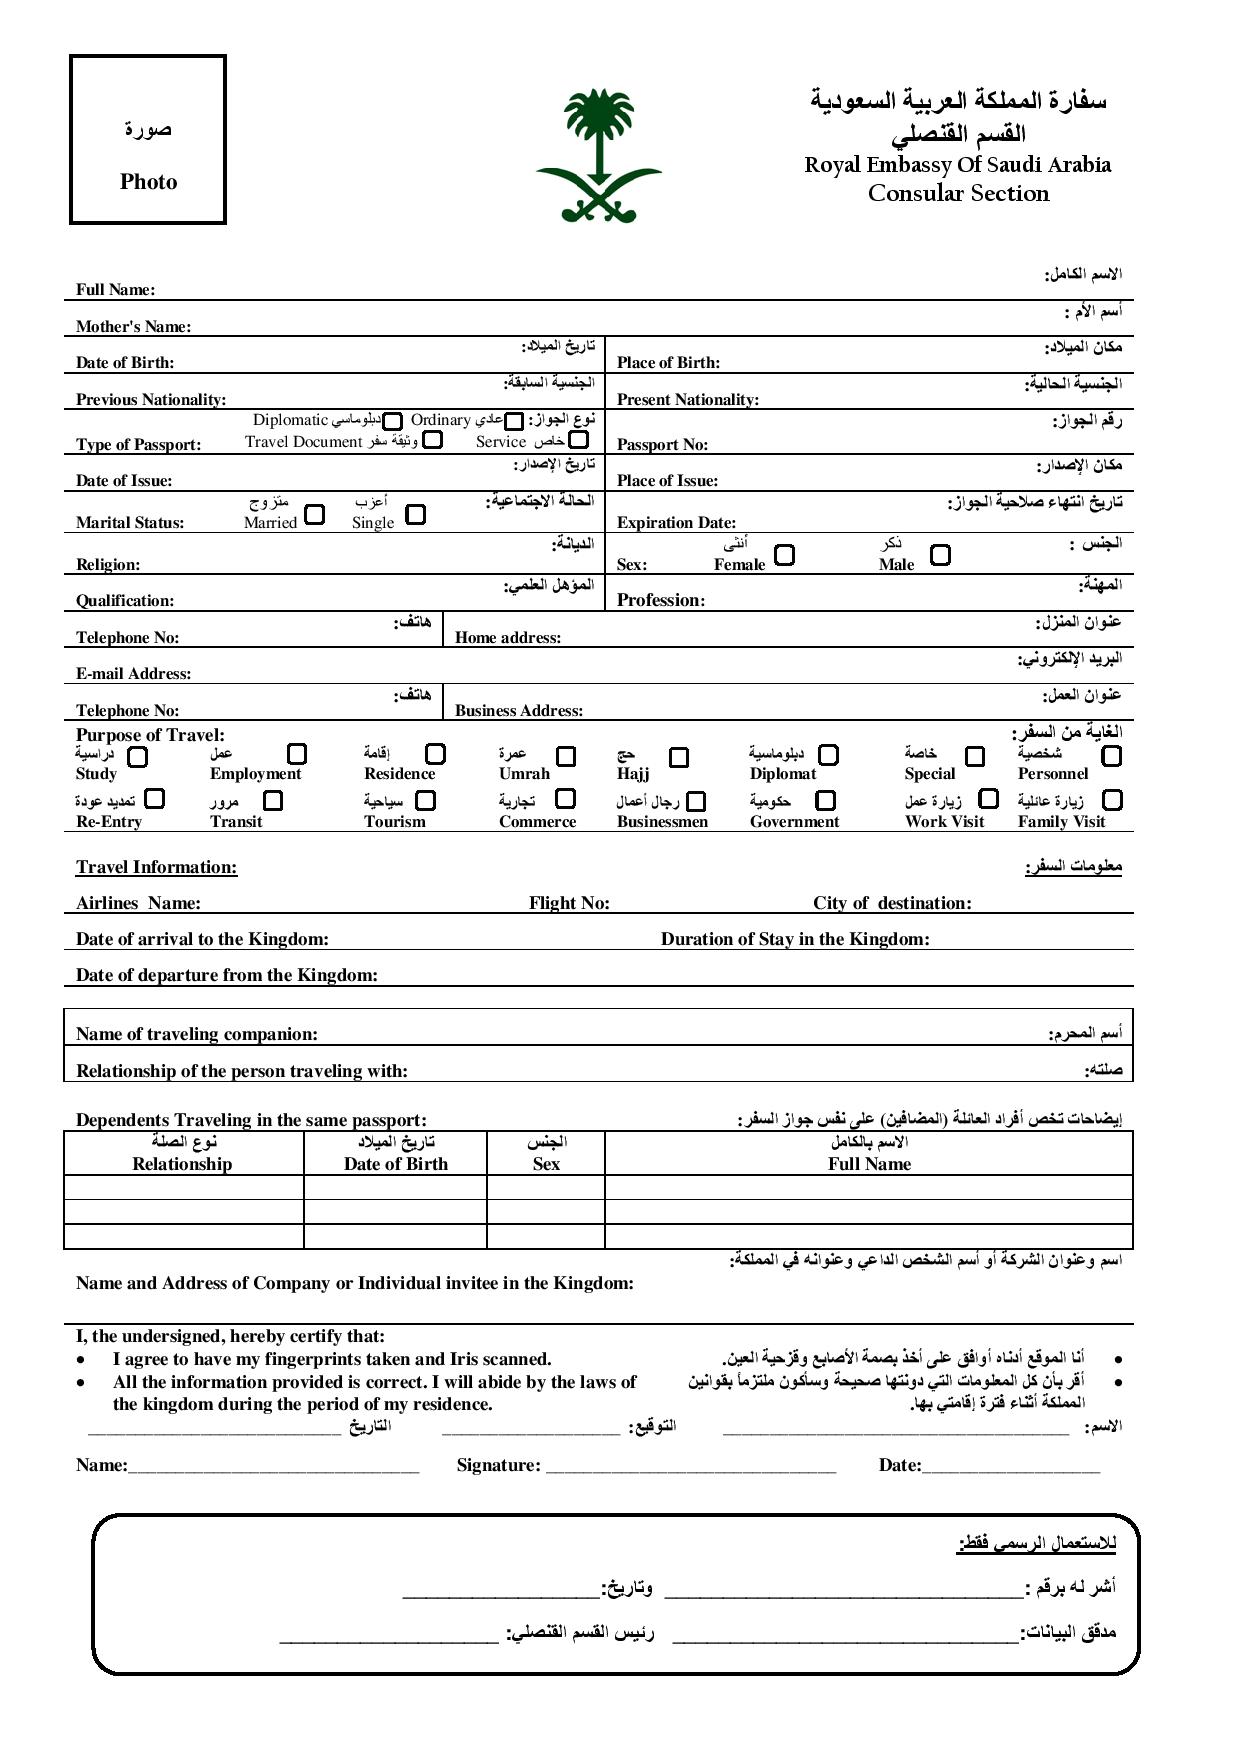 صورة
Photo
سفارة المملكة العربية السعودية
القسم القنصلي
Royal Embassy Of Saudi Arabia
Consular Section
الاسم الكامل:
Full Name:
أسم الأم :
Mother's Name:
تاريخ الميلاد:
Date of Birth:
مكان الميلاد:
Place of Birth:
الجنسية السابقة:
Previous Nationality:
الجنسية الحالية:
Present Nationality:
نوع الجواز: عادي Ordinary دبلوماسي Diplomatic
Type of Passport: Travel Document وثيقة سفر Service خاص
رقم الجواز:
Passport No:
تاريخ الإصدار:
Date of Issue:
مكان الإصدار:
Place of Issue:
الحالة الاجتماعية: أعزب متزوج
Marital Status: Married Single
تاريخ انتهاء صلاحية الجواز:
Expiration Date:
الديانة:
Religion:
الجنس : ذكر أنثى
Sex: Female Male
المؤهل العلمي:
Qualification:
المهنة:
Profession:
هاتف:
Telephone No:
عنوان المنزل:
Home address:
البريد الإلكتروني:
E-mail Address:
هاتف:
Telephone No:
عنوان العمل:
Business Address:
Purpose of Travel: الغاية من السفر:
دراسية عمل إقامة عمرة حج دبلوماسية خاصة شخصية
Study Employment Residence Umrah Hajj Diplomat Special Personnel
تمديد عودة مرور سياحية تجارية رجال أعمال حكومية زيارة عمل زيارة عائلية
Re-Entry Transit Tourism Commerce Businessmen Government Work Visit Family Visit
Travel Information: معلومات السفر:
Airlines Name: Flight No: City of destination:
Date of arrival to the Kingdom: Duration of Stay in the Kingdom:
Date of departure from the Kingdom:
Name of traveling companion: أسم المحرم:
Relationship of the person traveling with: صلته:
Dependents Traveling in the same passport: إيضاحات تخص أفراد العائلة (المضافين) على نفس جواز السفر:
نوع الصلة تاريخ الميلاد الجنس الاسم بالكامل
Relationship Date of Birth Sex Full Name
اسم وعنوان الشركة أو أسم الشخص الداعي وعنوانه في المملكة:
Name and Address of Company or Individual invitee in the Kingdom:
I, the undersigned, hereby certify that:
• I agree to have my fingerprints taken and Iris scanned.
• All the information provided is correct. I will abide by the laws of
the kingdom during the period of my residence.
• أنا الموقع أدناه أوافق على أخذ بصمة الأصابع وقزحية العين.
• أقر بأن كل المعلومات التي دونتها صحيحة وسأكون ملتزماً بقوانين
المملكة أثناء فترة إقامتي بها.
الاسم: ______________________________ التوقيع: ________________ التاريخ ______________________
Name:______________________________ Signature: ______________________________ Date:__________________
للاستعمال الرسمي فقط:
أشر له برقم :______________________________ وتاريخ:________________
مدقق البيانات:______________________________ رئيس القسم القنصلي: __________________